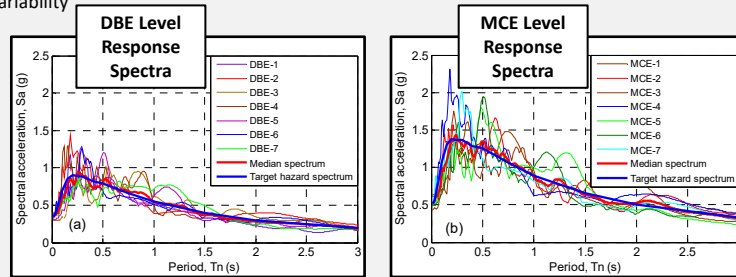 ariability
DBE Level
Response
Spectra
Spectral acceleration, Sa (g)
2.5
2
1.5
1
0.5
0
DBE-1
DBE-2
DBE-3
DBE-4
DBE-5
DBE-6
DBE-7
Median spectrum
Target hazard spectrum
(a)
0 0.5 1 1.5 2 2.5 3
Period, Tn (s)
MCE Level
Response
Spectra
Spectral acceleration, Sa (g)
2.5
2
1.5
1
0.5
0
MCE-1
MCE-2
MCE-3
MCE-4
MCE-5
MCE-6
MCE-7
Median spectrum
Target hazard spectrum
(b)
0 0.5 1 1.5 2 2.5
Period, Tn (s)